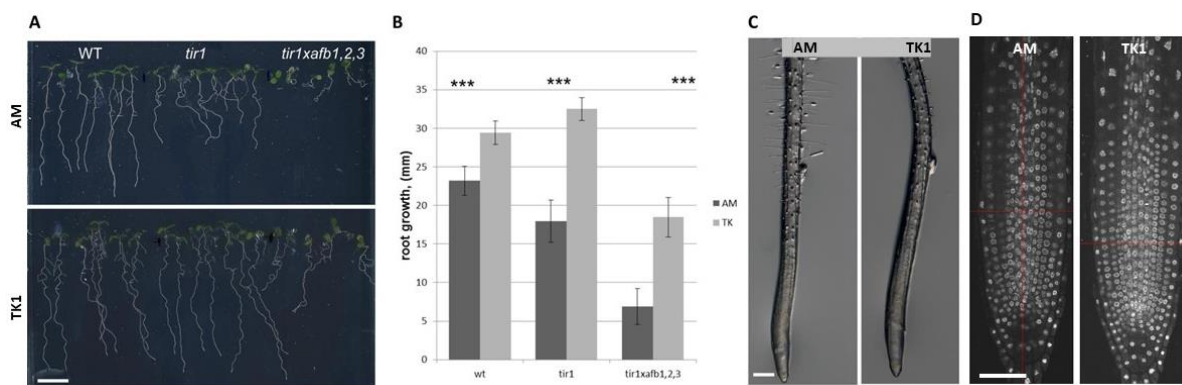 A
WT tir1 tir1xafb1,2,3
AM
TK1
B
root growth, (mm)
40
35
30
25
20
15
10
5
0
*** *** ***
wt tir1 tir1xafb1,2,3
AM
TK
C
AM TK1
D
AM TK1